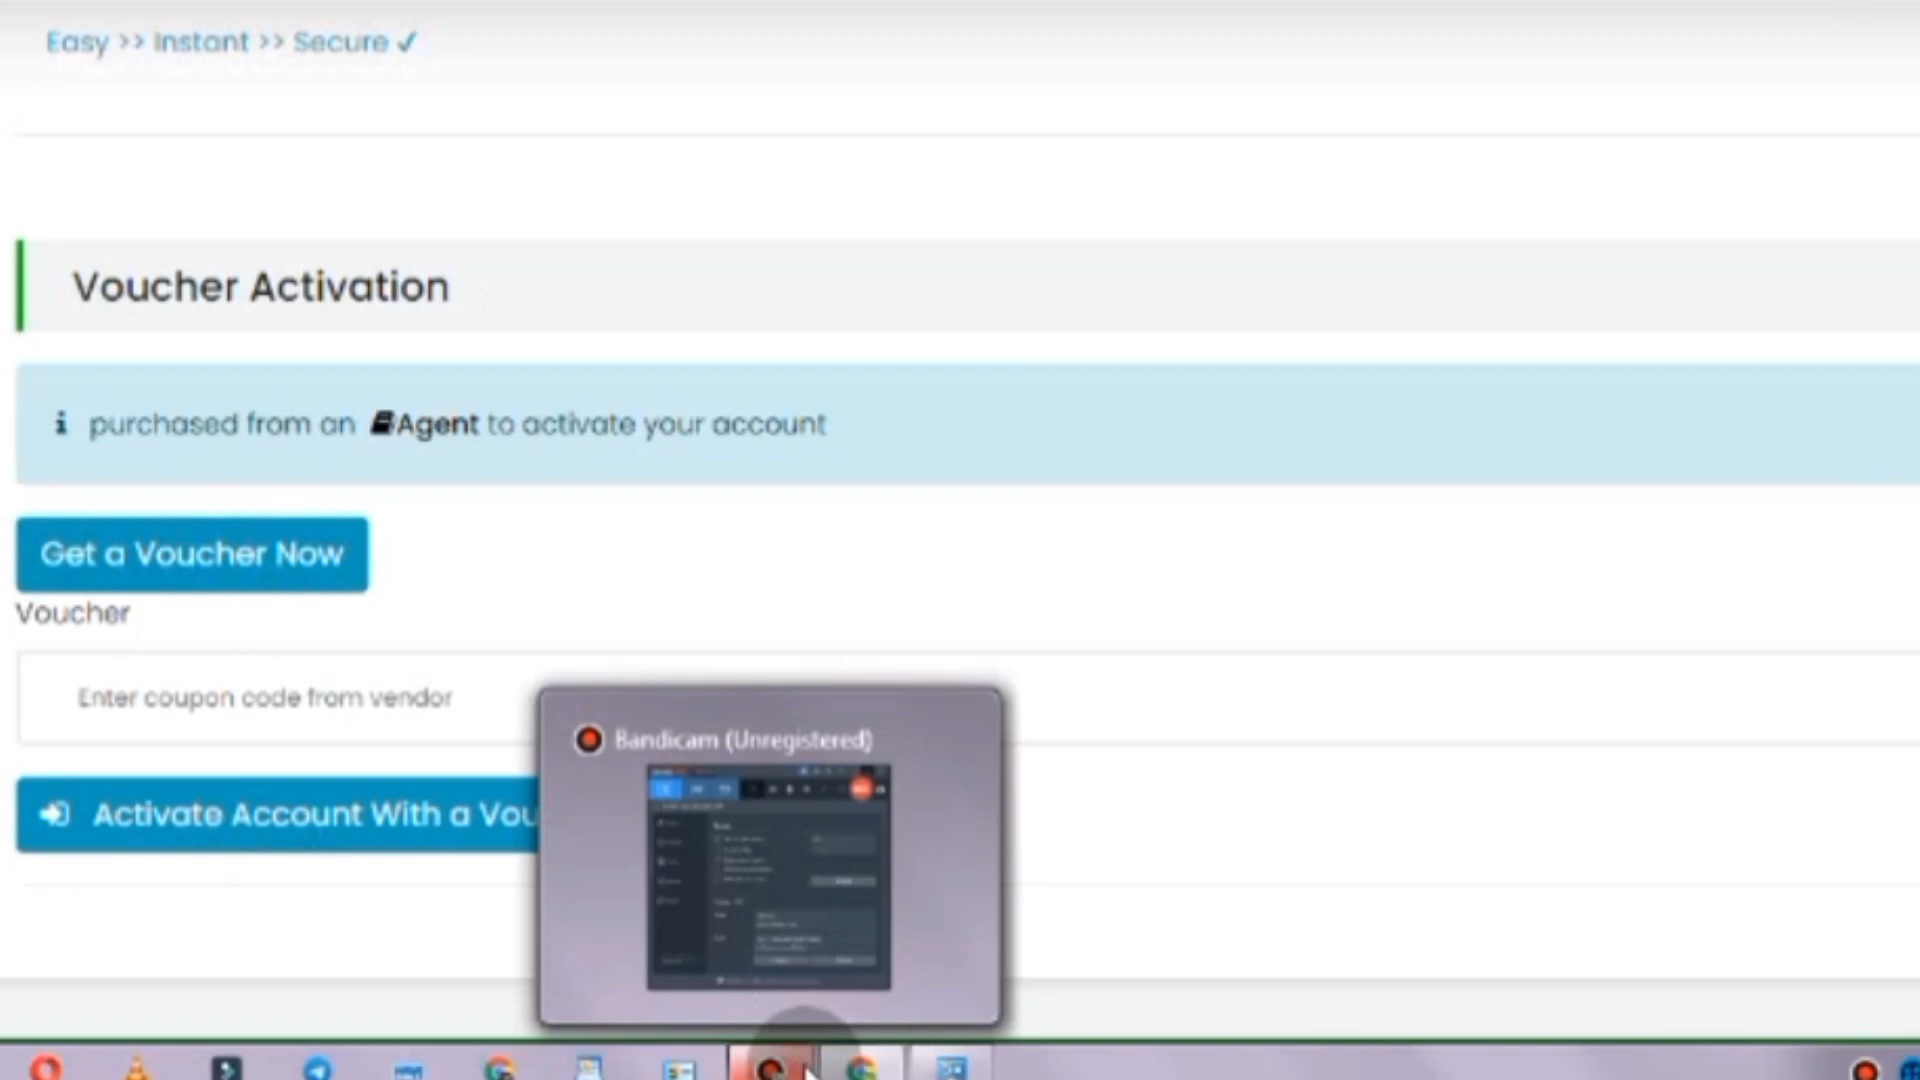 Easy >> Instant >> Secure ✓
Voucher Activation
i purchased from an Agent to activate your account
Get a Voucher Now
Voucher
Enter coupon code from vendor
Activate Account With a Vou
Bandicam (Unregistered)